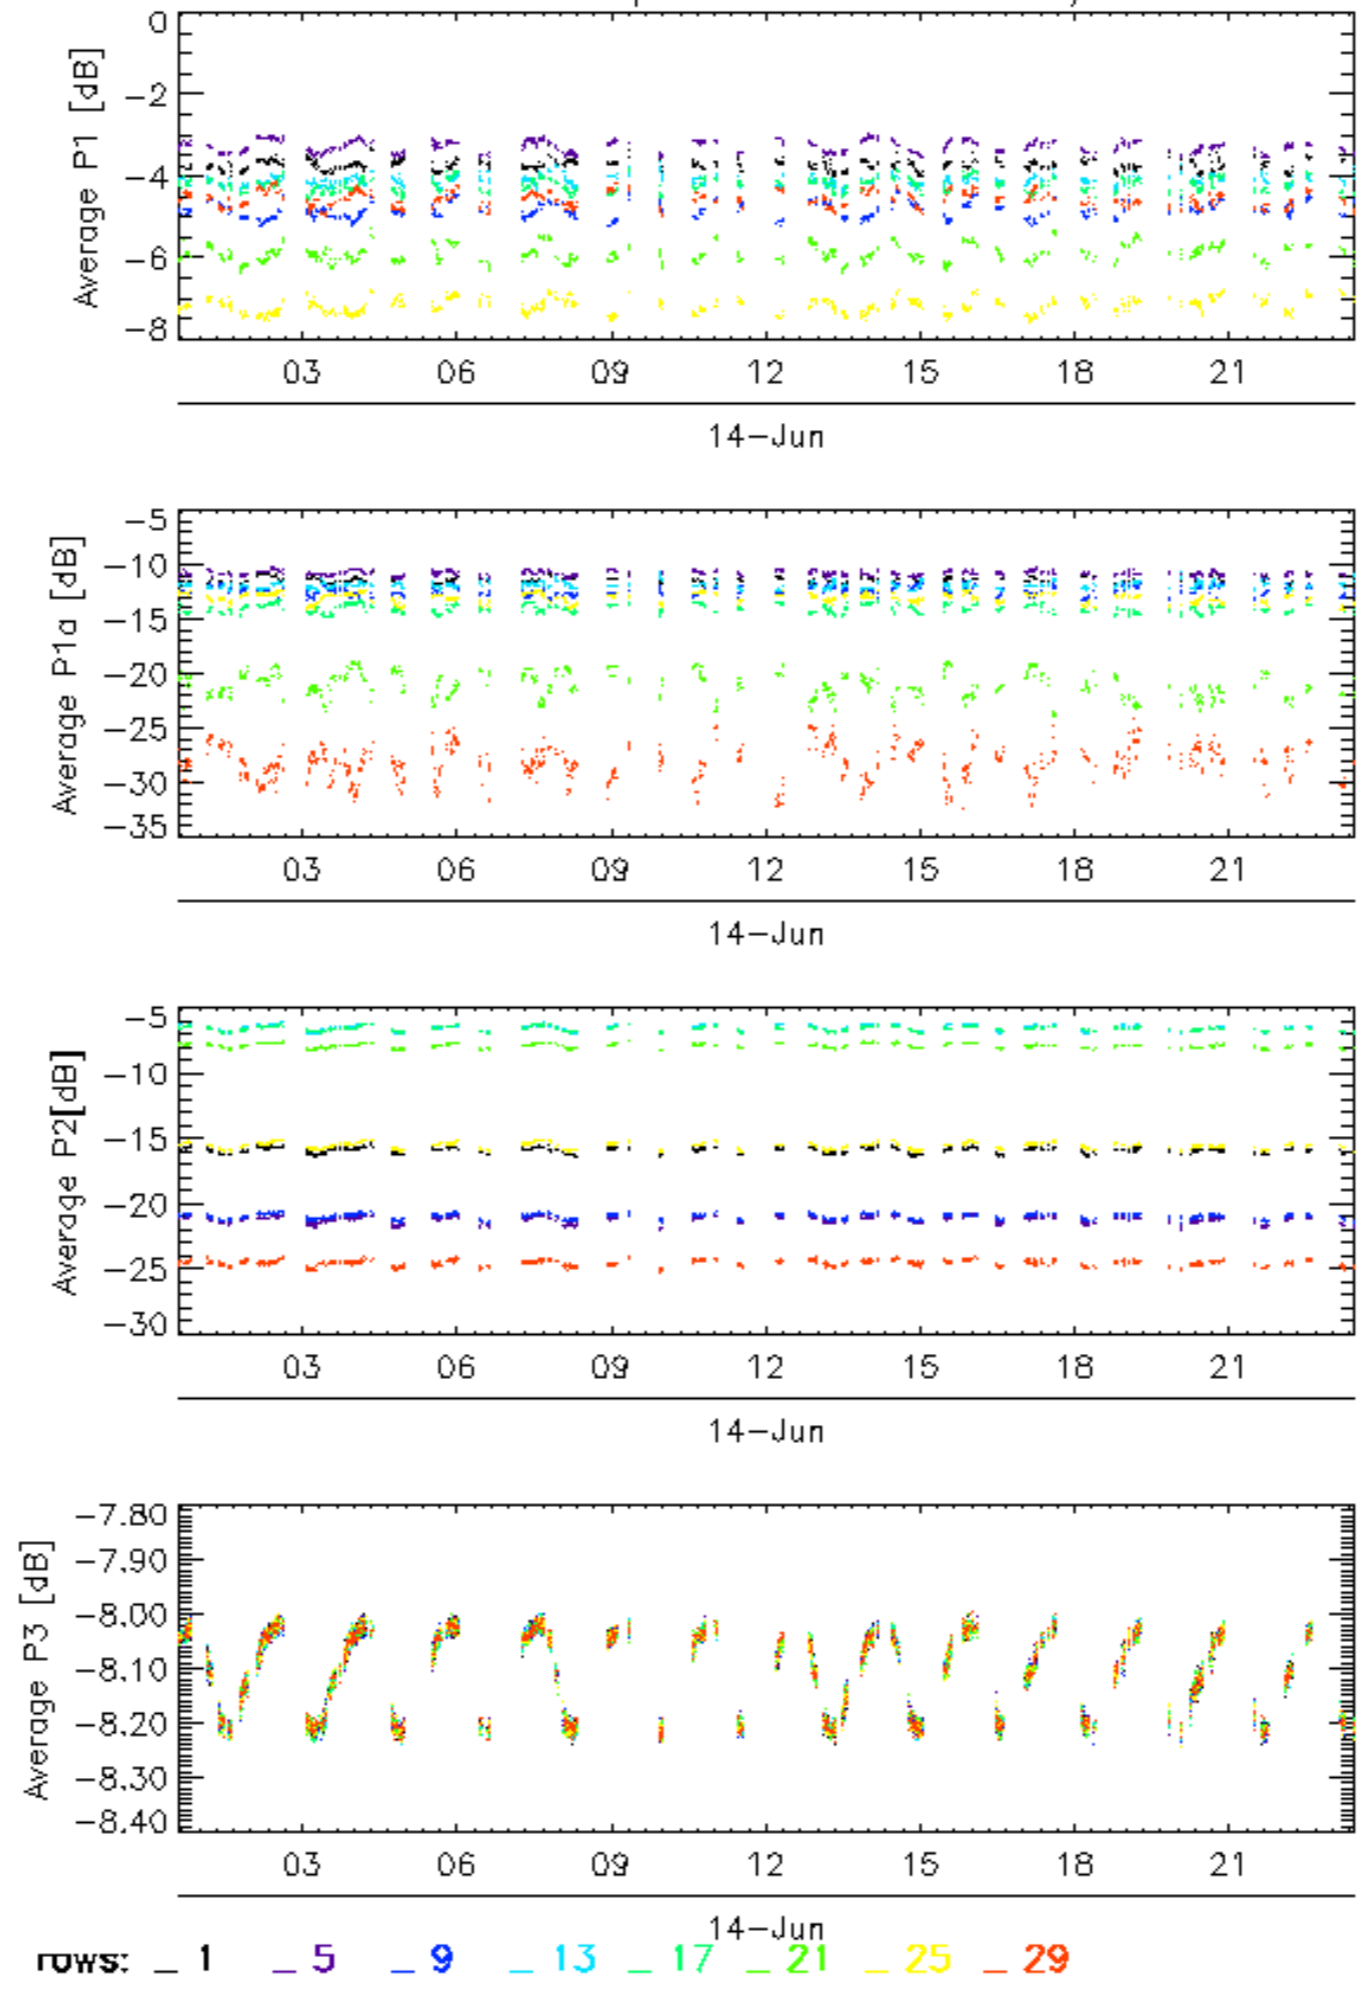 0
-2
-4
-6
-8
Average P1 [dB]
03 06 09 12 15 18 21
14-Jun
-5
-10
-15
-20
-25
-30
-35
Average P1a [dB]
03 06 09 12 15 18 21
14-Jun
-5
-10
-15
-20
-25
-30
Average P2[dB]
03 06 09 12 15 18 21
14-Jun
-7.80
-7.90
-8.00
-8.10
-8.20
-8.30
-8.40
Average P3 [dB]
03 06 09 12 15 18 21
14-Jun
rows: _ 1 _ 5 _ 9 _ 13 _ 17 _ 21 _ 25 _ 29